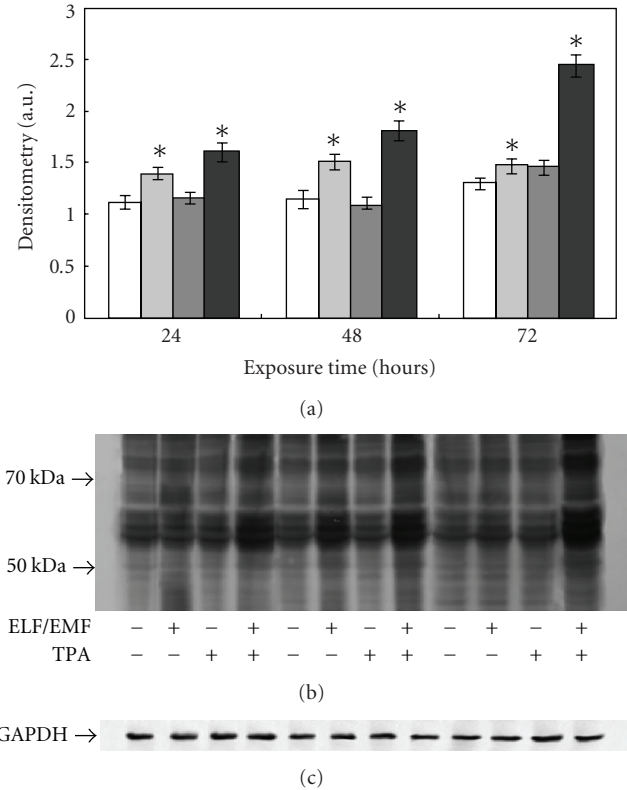 3
2.5
2
1.5
1
0.5
0
Densitometry (a.u.)
* * * * * *
24 48 72
Exposure time (hours)
(a)
70 kDa →
50 kDa →
ELF/EMF − + − + − + − + − + − +
TPA − − + + − − + + − − + +
(b)
GAPDH →
(c)